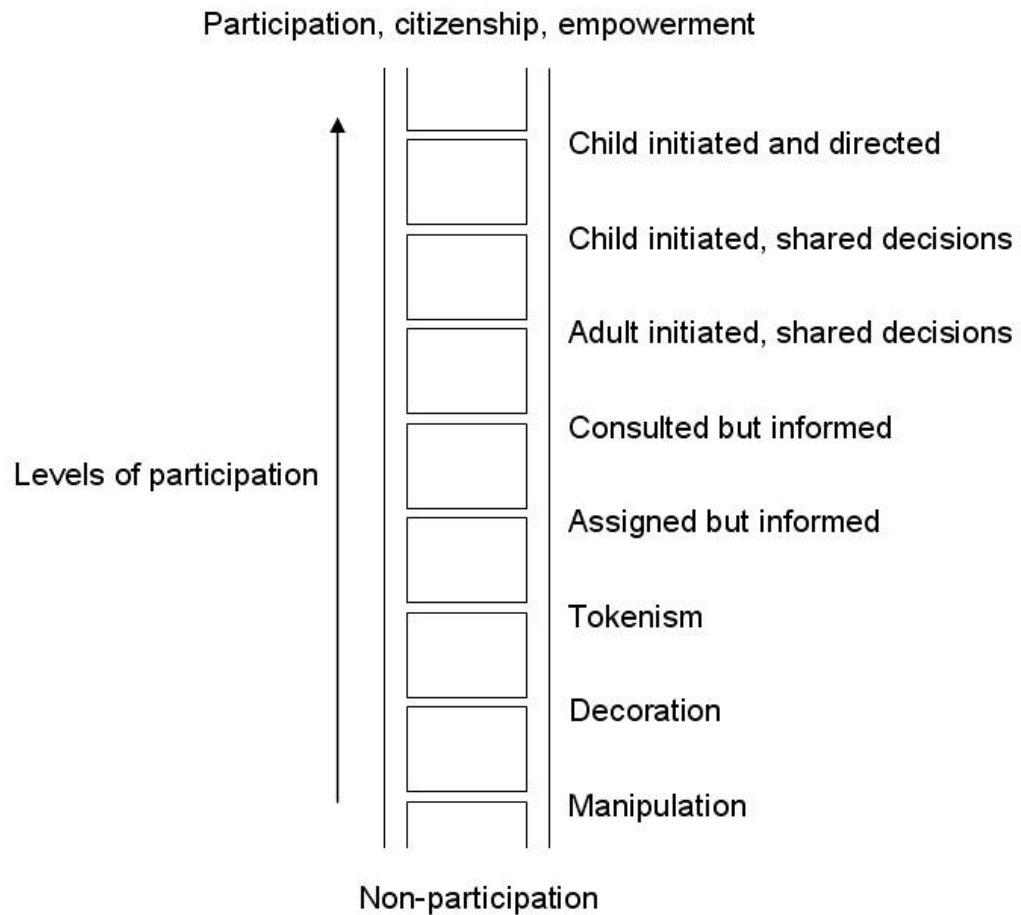 Participation, citizenship, empowerment
Child initiated and directed
Child initiated, shared decisions
Adult initiated, shared decisions
Consulted but informed
Levels of participation
Assigned but informed
Tokenism
Decoration
Manipulation
Non-participation